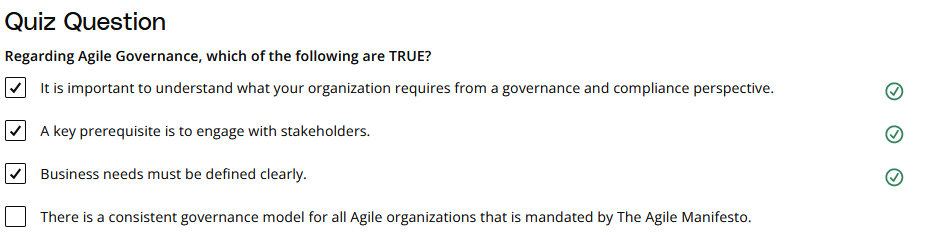 Quiz Question
Regarding Agile Governance, which of the following are TRUE?
It is important to understand what your organization requires from a governance and compliance perspective.
A key prerequisite is to engage with stakeholders.
Business needs must be defined clearly.
There is a consistent governance model for all Agile organizations that is mandated by The Agile Manifesto.